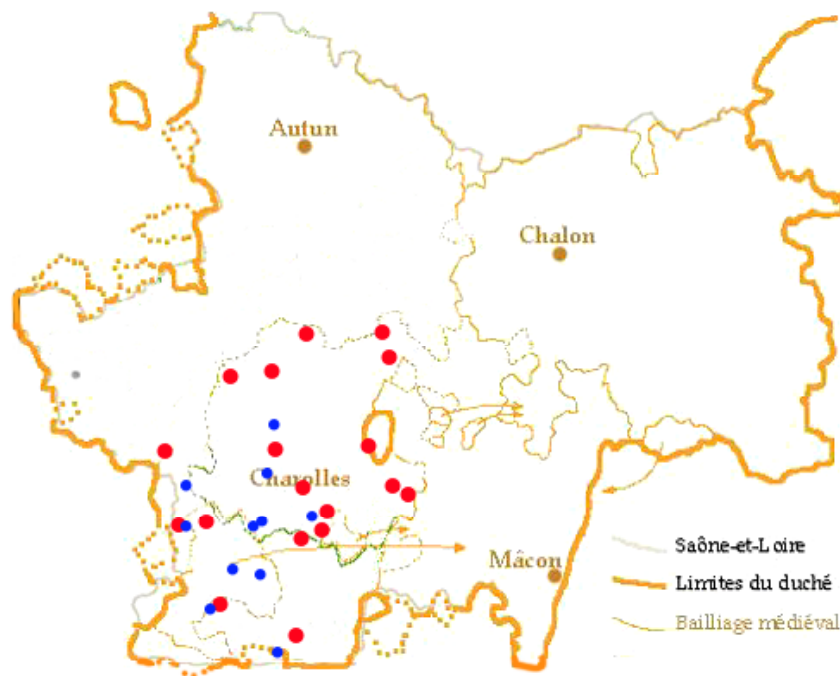 Autun
Chalon
Charolles
Mâcon
Saône-et-Loire
Limites du duché
Bailliage médiéval